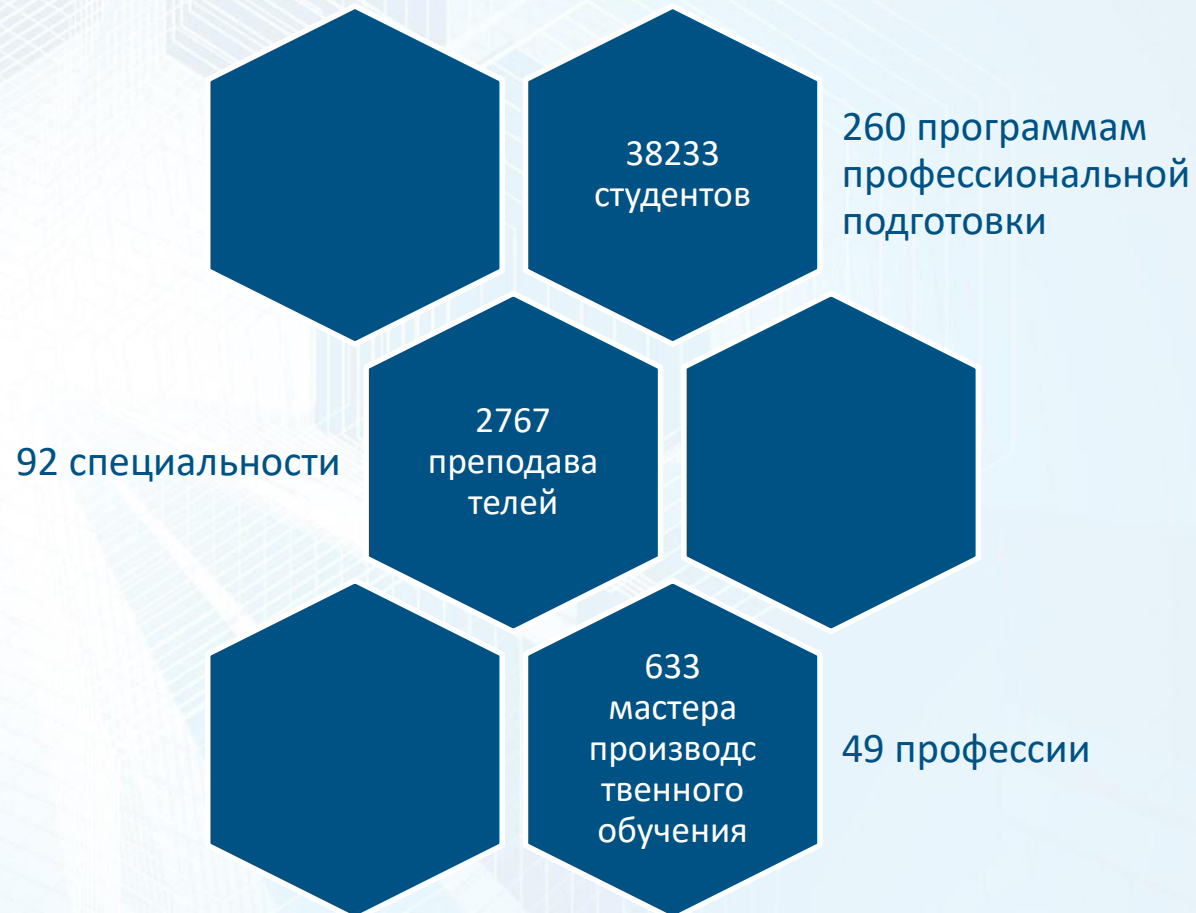 38233
студентов
260 программам
профессиональной
подготовки
92 специальности
2767
преподава
телей
633
мастера
производс
твенного
обучения
49 профессии